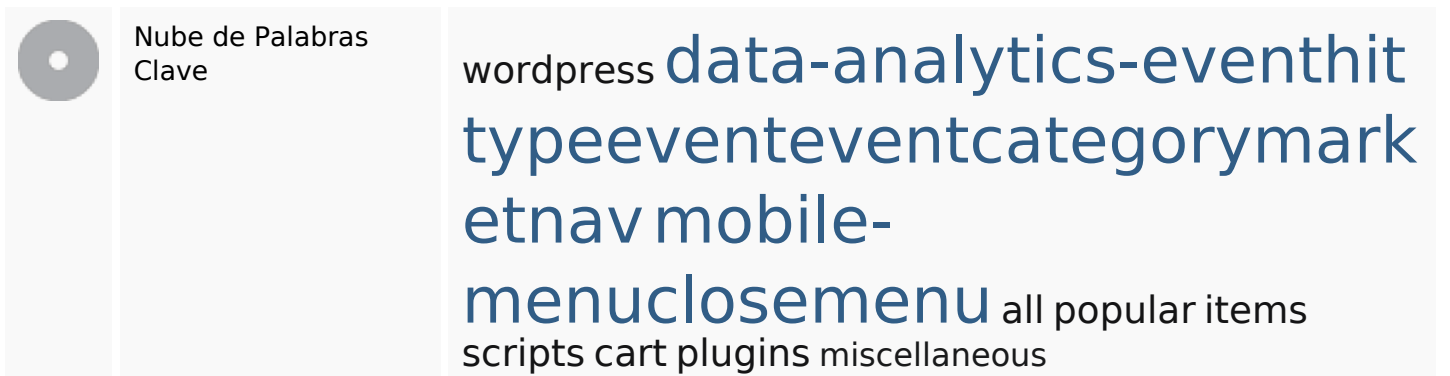 Nube de Palabras
Clave
wordpress data-analytics-eventhit
typeeventeventcategorymark
etnav mobile-
menuclosemenu all popular items
scripts cart plugins miscellaneous